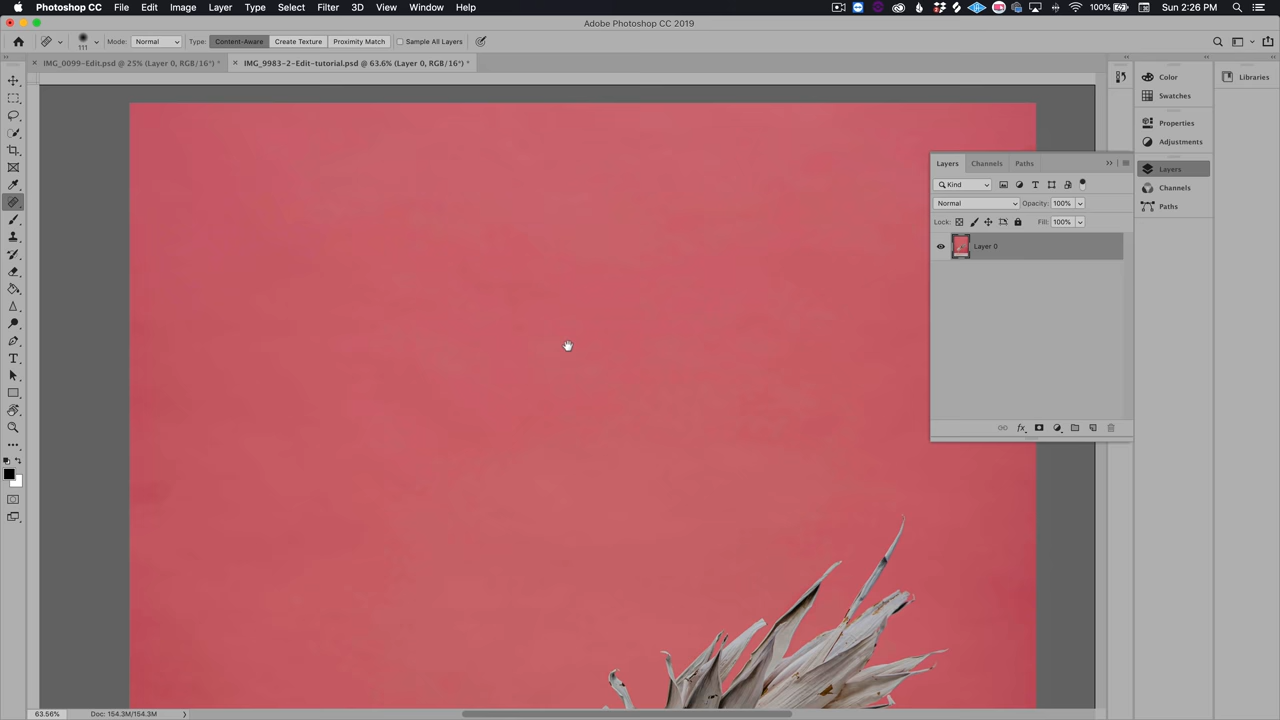 Photoshop CC File Edit Image Layer Type Select Filter 3D View Window Help 100% Sun 2:26 PM
Adobe Photoshop CC 2019
111 Mode: Normal Type: Content-Aware Create Texture Proximity Match Sample All Layers
IMG_0099-Edit.psd @ 25% (Layer 0, RGB/16*) * IMG_9983-2-Edit-tutorial.psd @ 63.6% (Layer 0, RGB/16*) *
Color
Libraries
Swatches
Properties
Adjustments
Layers
Channels
Paths
Layers Channels Paths
Kind
Normal Opacity: 100%
Lock: Fill: 100%
Layer 0
63.56% Doc: 154.3M/154.3M